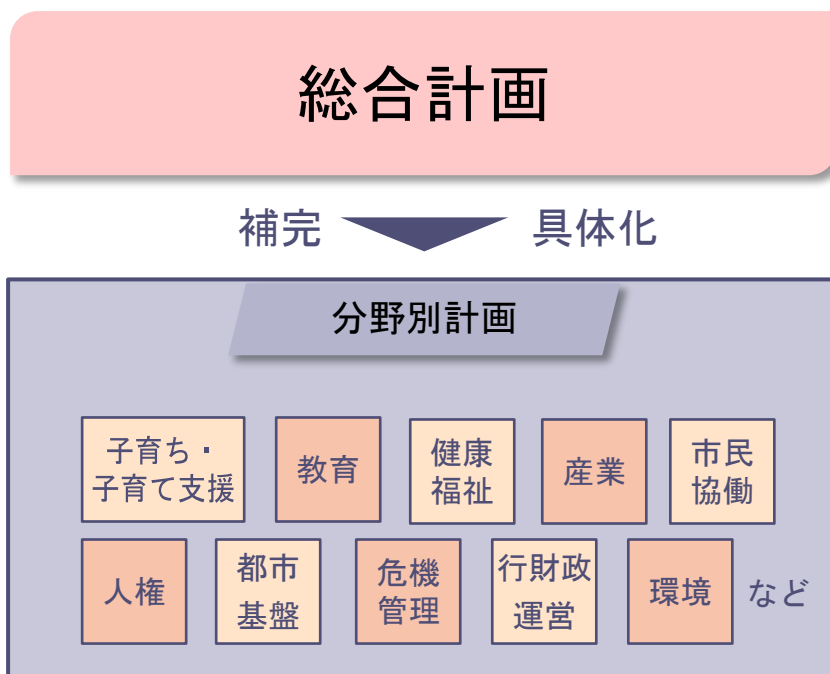 総合計画
補完 具体化
分野別計画
子育ち・
子育て支援
教育
健康
福祉
産業
市民
協働
人権
都市
基盤
危機
管理
行財政
運営
環境
など